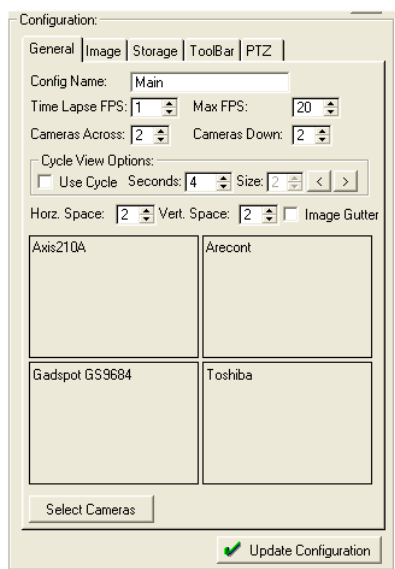 Configuration:
General Image Storage ToolBar PTZ
Config Name: Main
Time Lapse FPS: 1 Max FPS: 20
Cameras Across: 2 Cameras Down: 2
Cycle View Options:
Use Cycle Seconds: 4 Size: 2 < >
Horz. Space: 2 Vert. Space: 2 Image Gutter
Axis210A Arecont
Gadspot GS9684 Toshiba
Select Cameras
Update Configuration